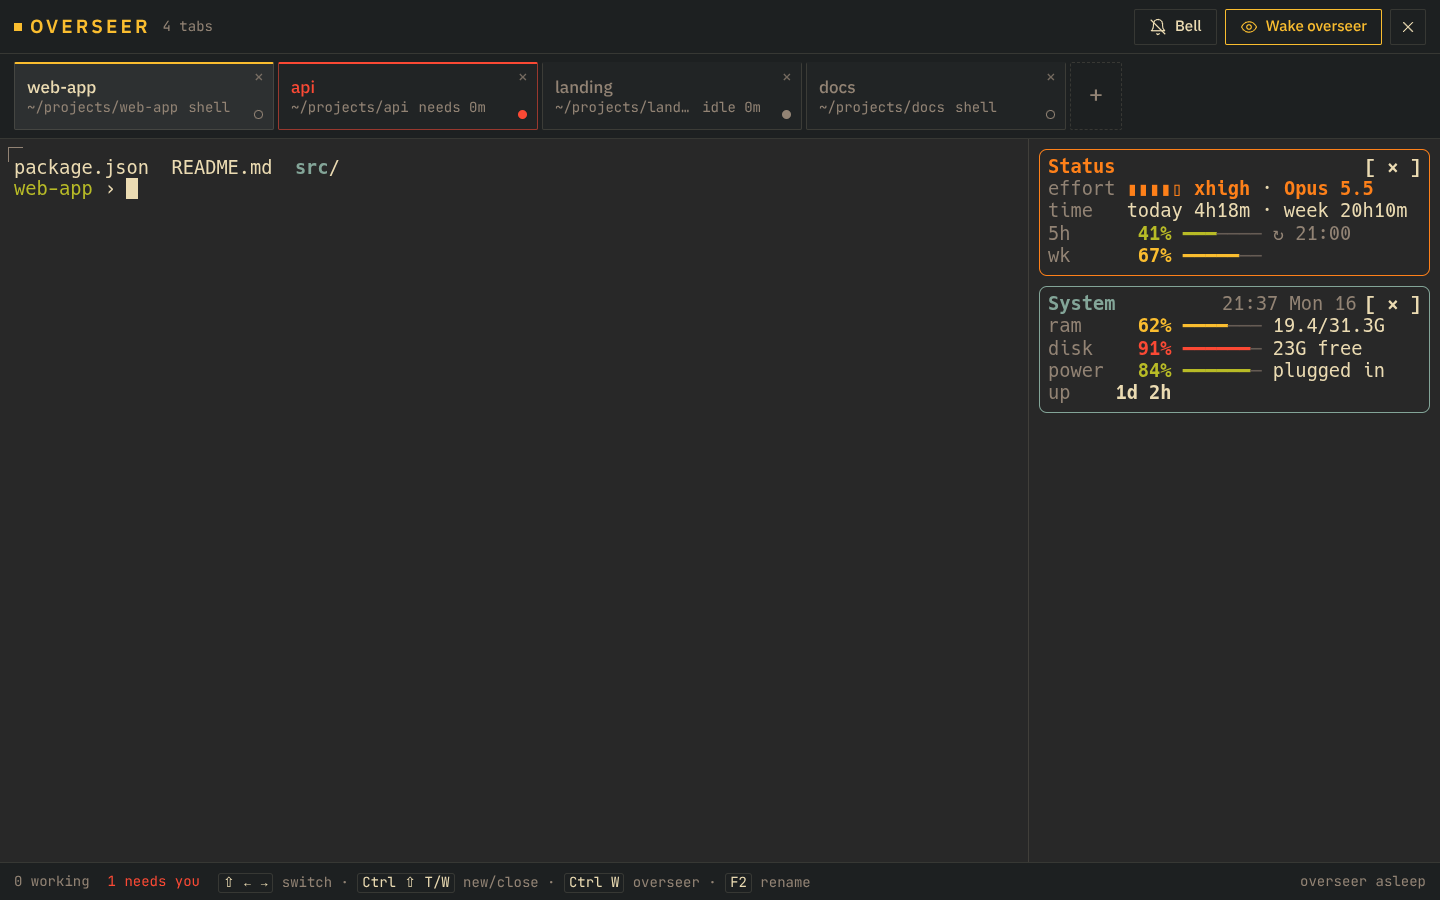 OVERSEER 4 tabs
Bell
Wake overseer
×
web-app ×
~/projects/web-app shell
api ×
~/projects/api needs 0m
landing ×
~/projects/land… idle 0m
docs ×
~/projects/docs shell
+
package.json README.md src/
web-app ›
Status [ × ]
effort ▮▮▮▮▯ xhigh · Opus 5.5
time today 4h18m · week 20h10m
5h 41% ↻ 21:00
wk 67%
System 21:37 Mon 16 [ × ]
ram 62% 19.4/31.3G
disk 91% 23G free
power 84% plugged in
up 1d 2h
0 working 1 needs you ⇧ ← → switch · Ctrl ⇧ T/W new/close · Ctrl W overseer · F2 rename overseer asleep